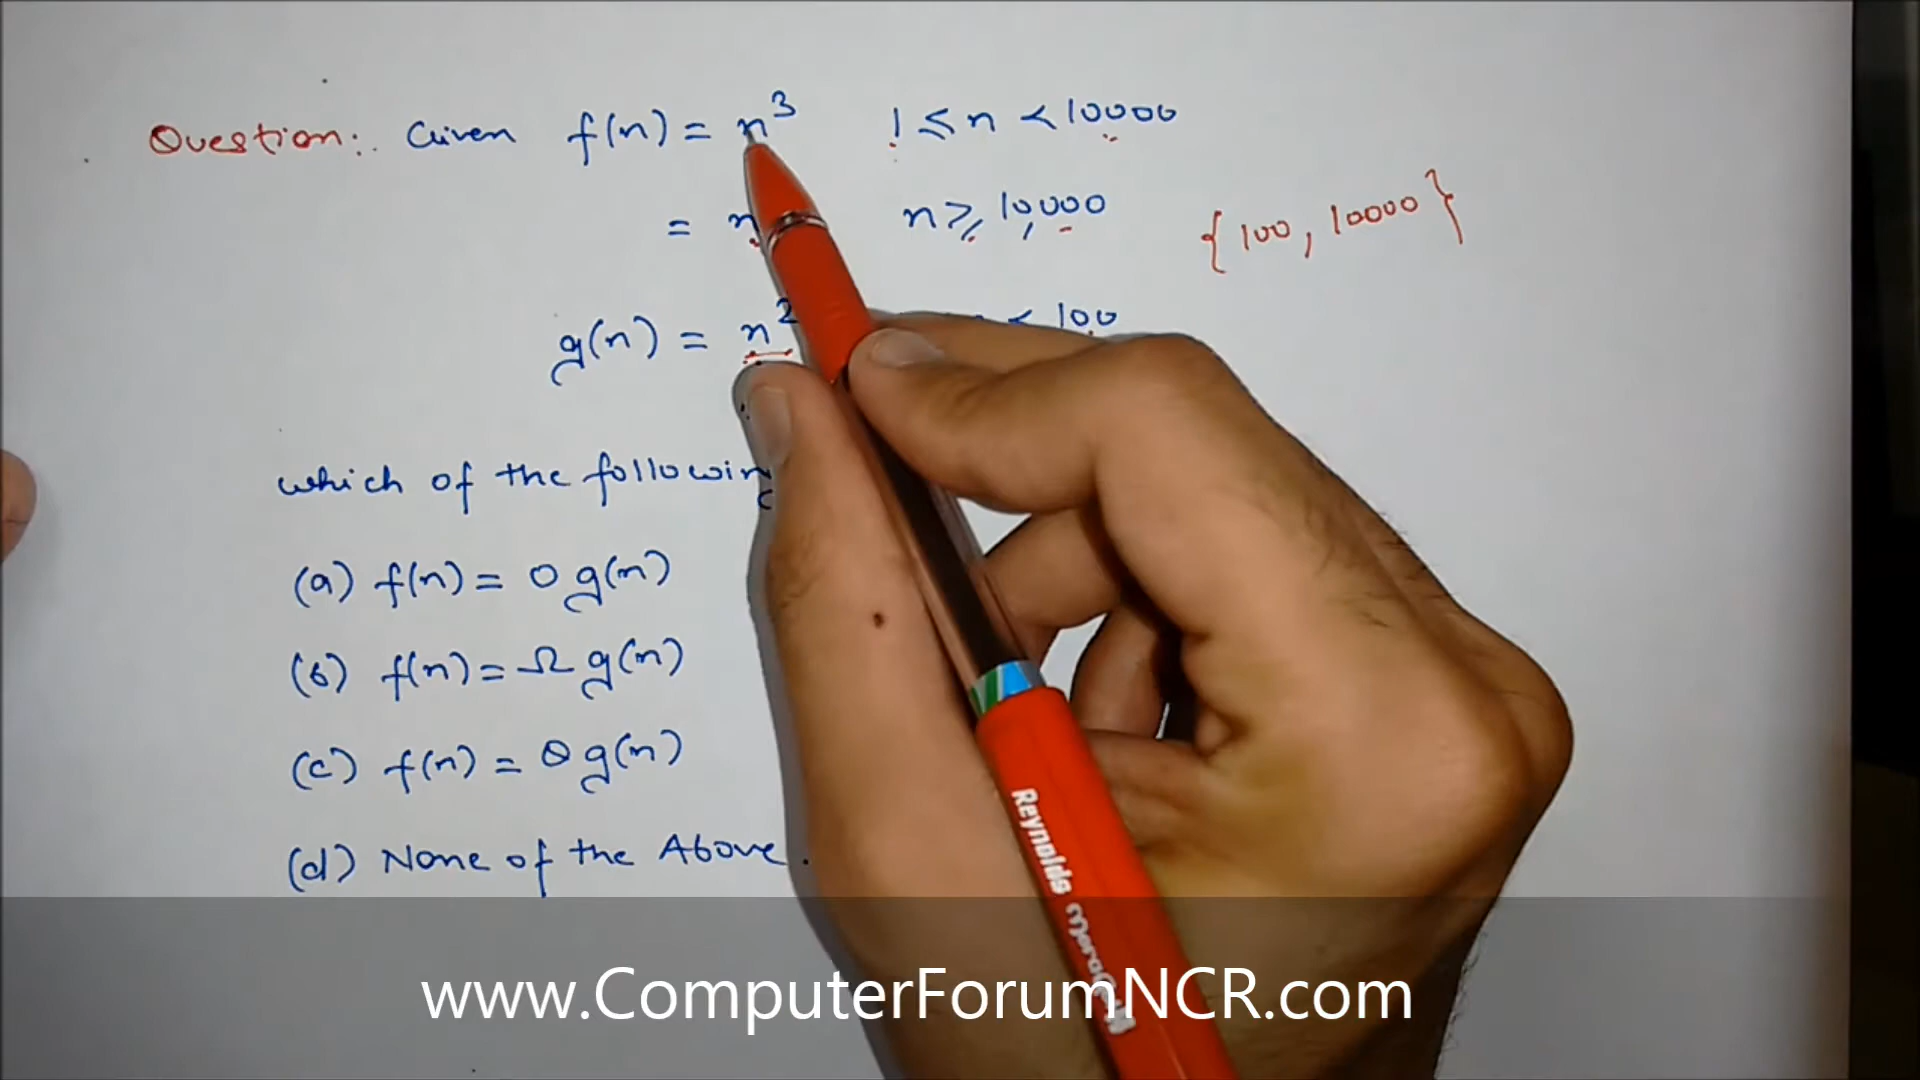 Question: Given f(n) = n³ 1 ≤ n < 10000
= n n ≥ 10,000
{100, 10000}
g(n) = n² < 100
which of the following
(a) f(n) = O g(n)
(b) f(n) = Ω g(n)
(c) f(n) = Θ g(n)
(d) None of the Above.
Reynolds
www.ComputerForumNCR.com